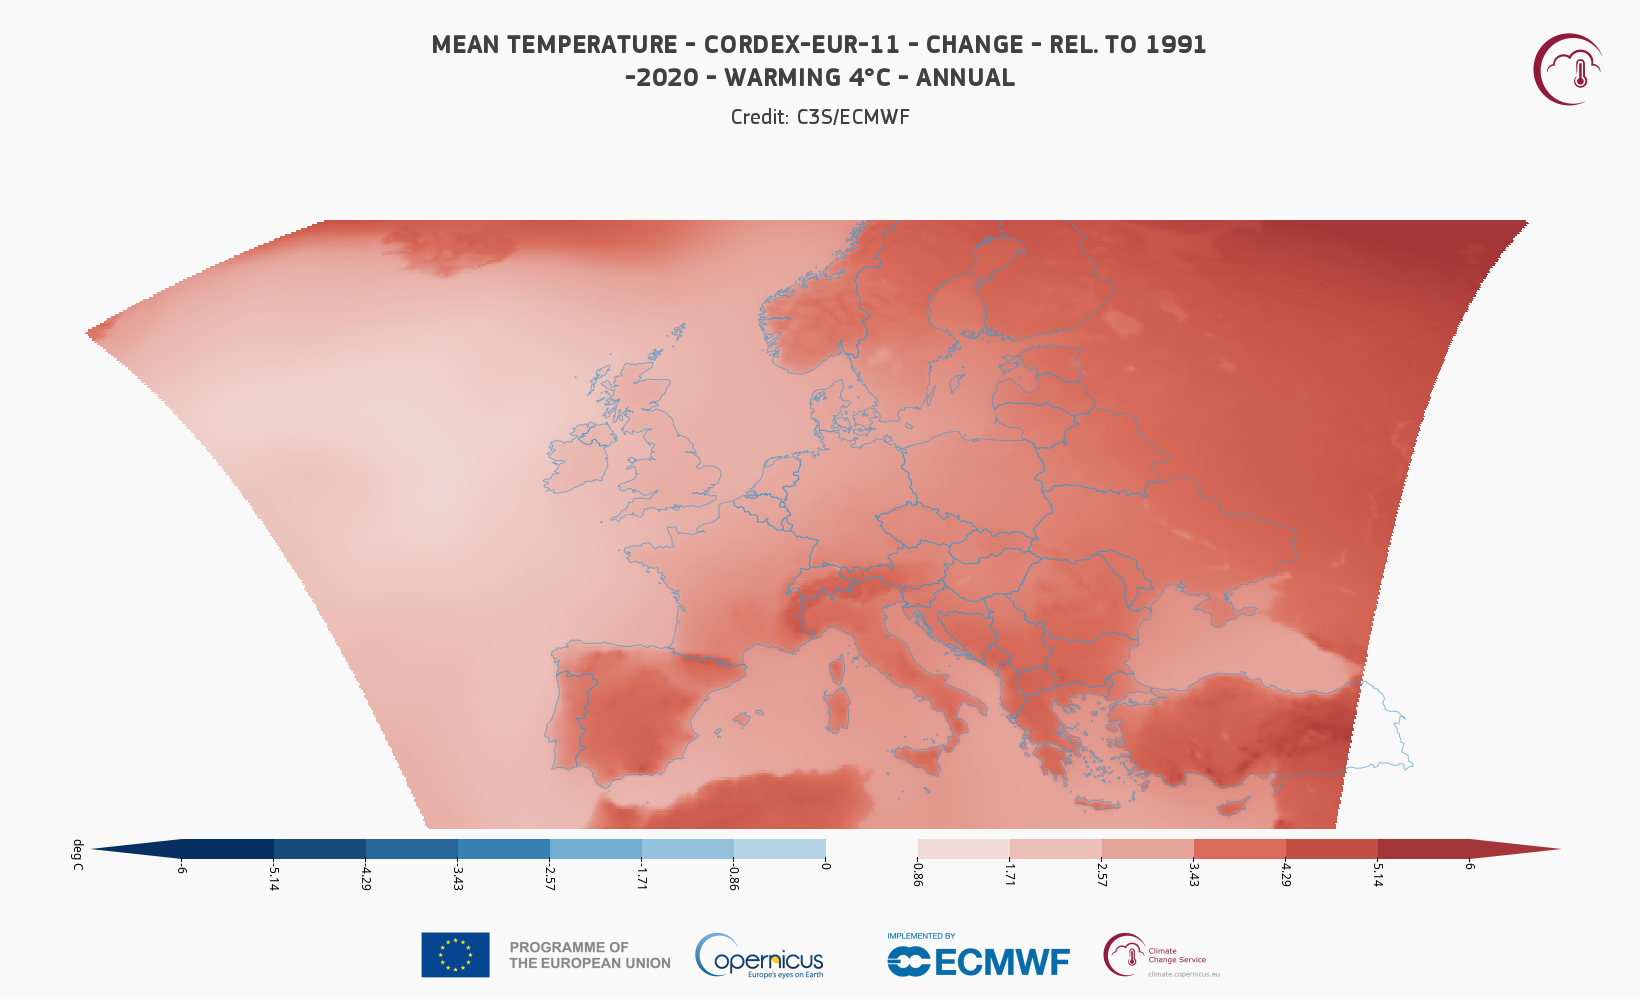 MEAN TEMPERATURE - CORDEX-EUR-11 - CHANGE - REL. TO 1991
-2020 - WARMING 4°C - ANNUAL
Credit: C3S/ECMWF
deg C
-6
-5.14
-4.29
-3.43
-2.57
-1.71
-0.86
0
0.86
1.71
2.57
3.43
4.29
5.14
6
PROGRAMME OF
THE EUROPEAN UNION
opernicus
Europe's eyes on Earth
IMPLEMENTED BY
ECMWF
Climate
Change Service
climate.copernicus.eu